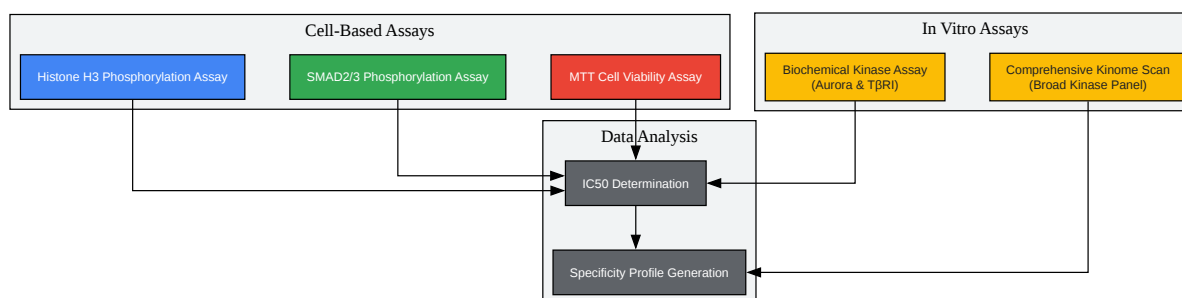 Cell-Based Assays
In Vitro Assays
Histone H3 Phosphorylation Assay
SMAD2/3 Phosphorylation Assay
MTT Cell Viability Assay
Biochemical Kinase Assay
(Aurora & TβRI)
Comprehensive Kinome Scan
(Broad Kinase Panel)
Data Analysis
IC50 Determination
Specificity Profile Generation